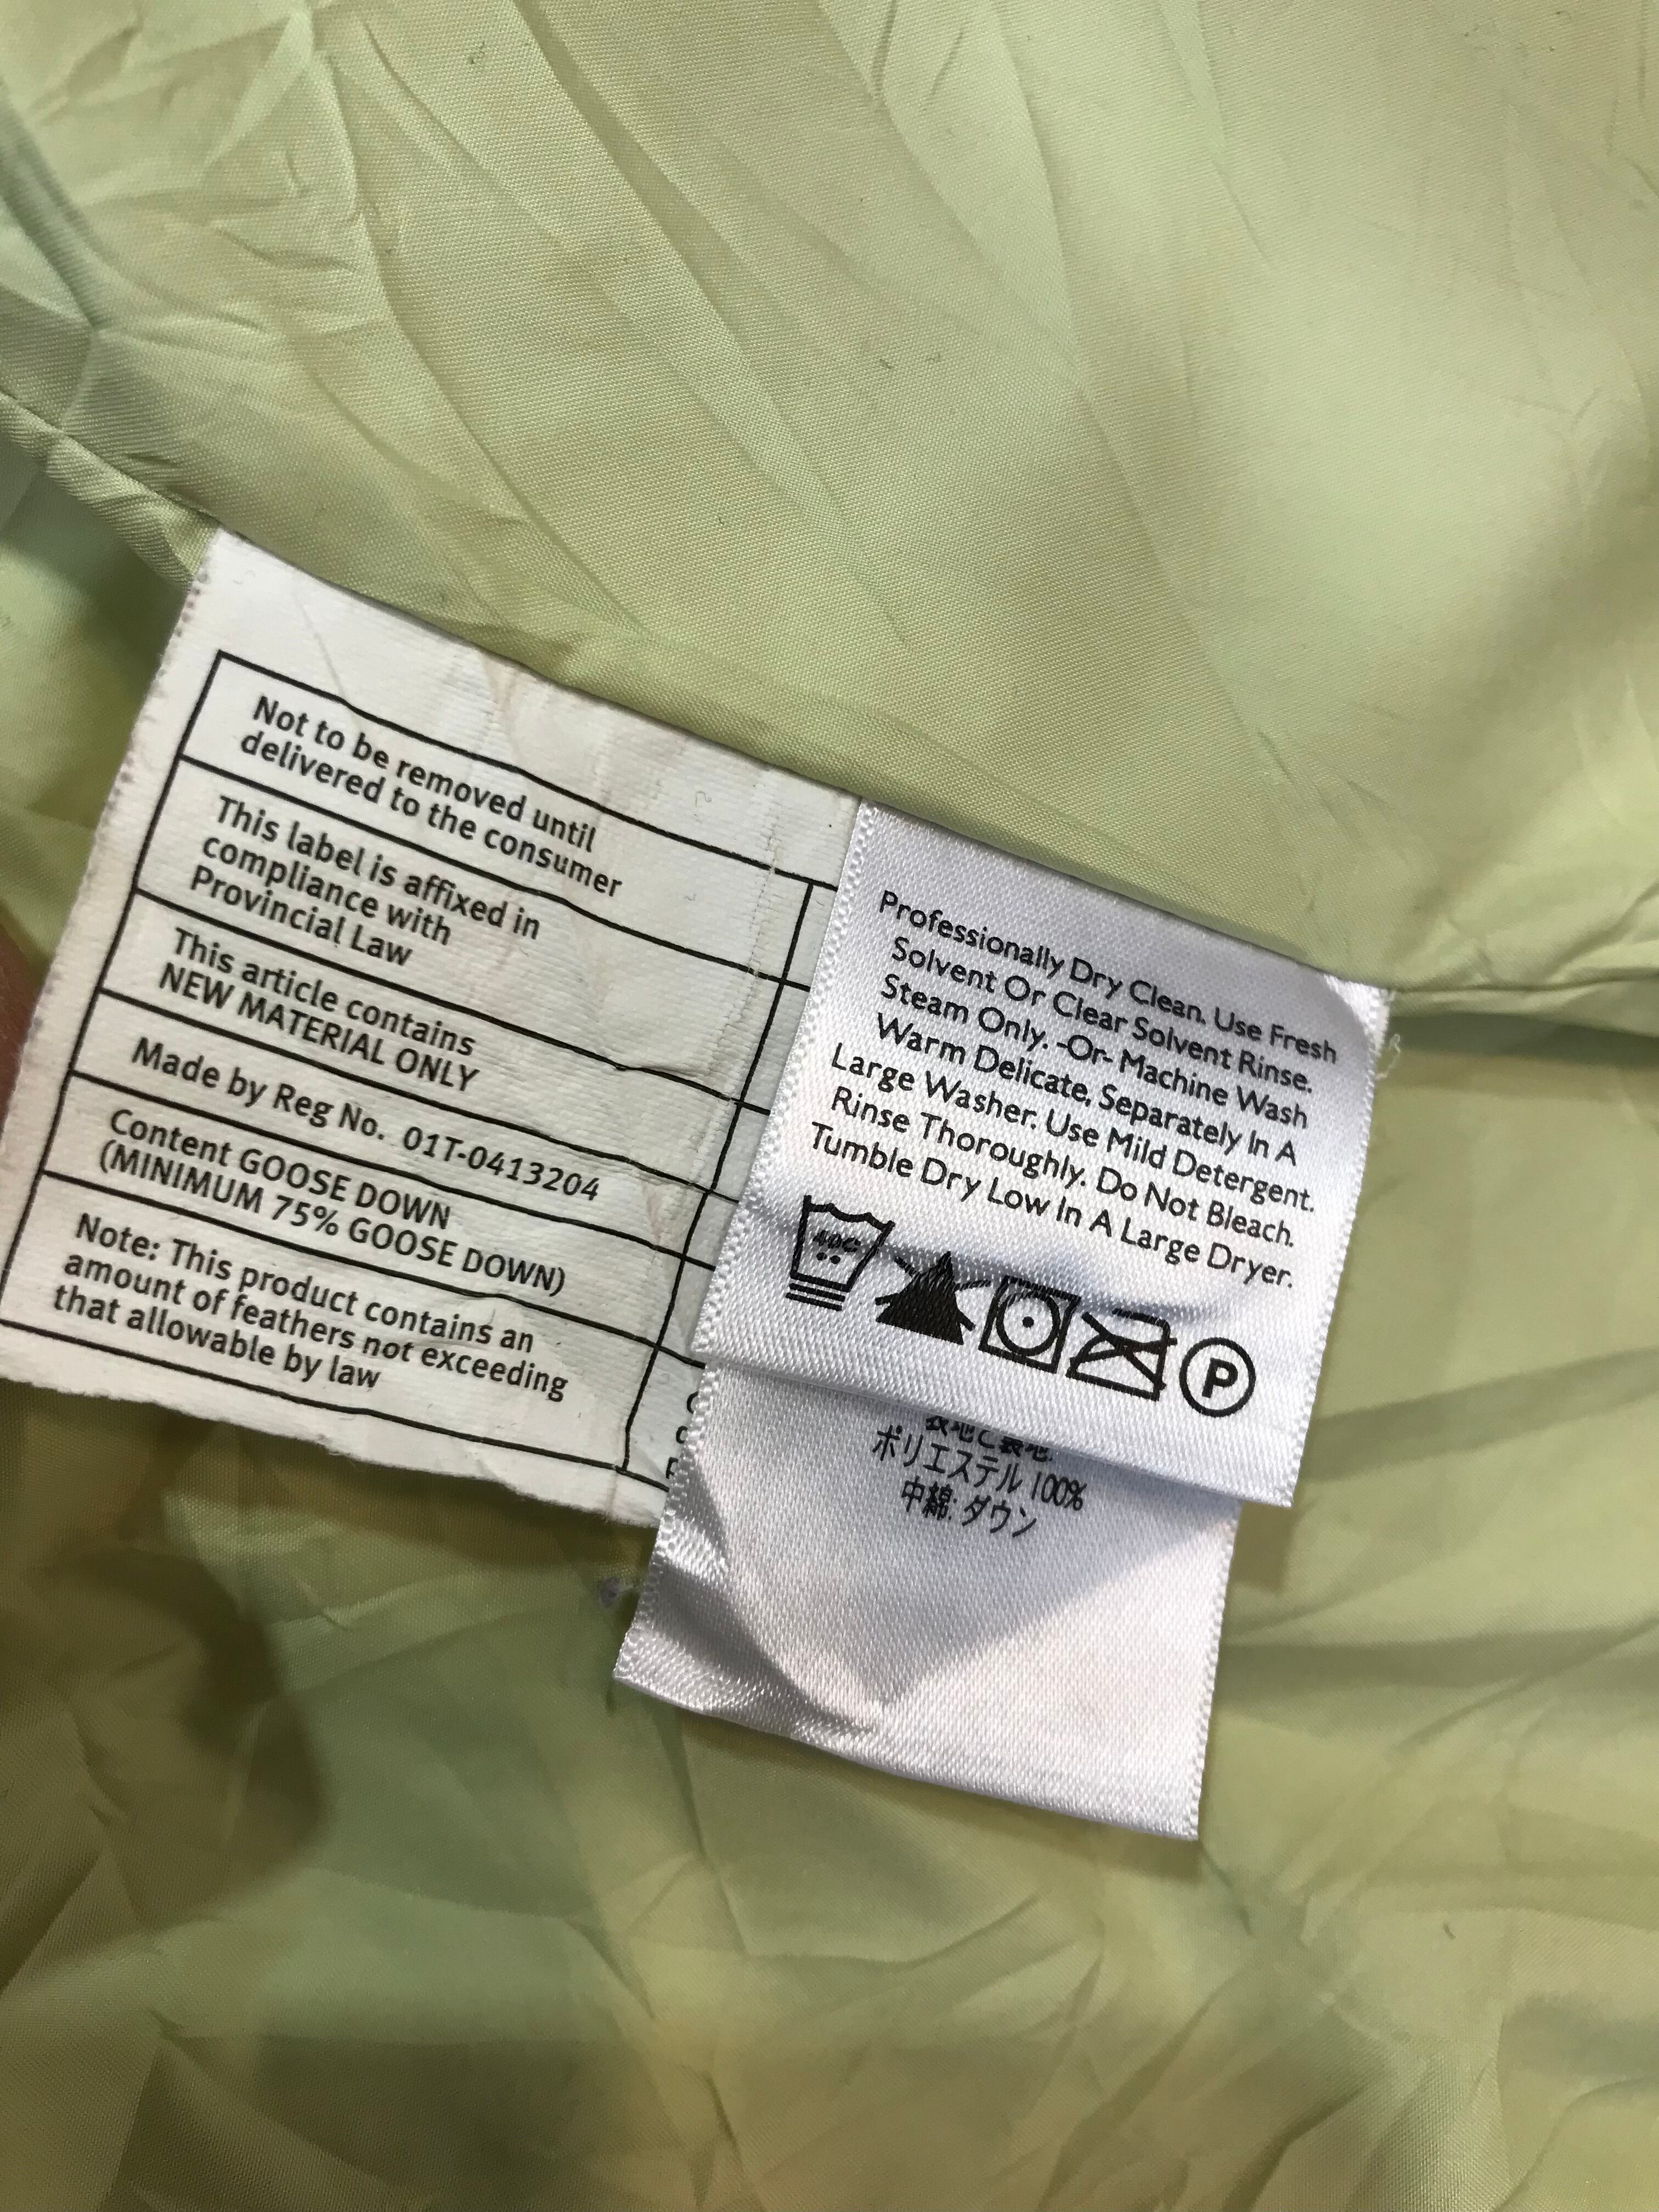 Not to be removed until
delivered to the consumer
This label is affixed in
compliance with
Provincial Law
This article contains
NEW MATERIAL ONLY
Made by Reg No. 01T-0413204
Content GOOSE DOWN
(MINIMUM 75% GOOSE DOWN)
Note: This product contains an
amount of feathers not exceeding
that allowable by law
Professionally Dry Clean. Use Fresh
Solvent Or Clear Solvent Rinse.
Steam Only. -Or- Machine Wash
Warm Delicate, Separately In A
Large Washer. Use Mild Detergent.
Rinse Thoroughly. Do Not Bleach.
Tumble Dry Low In A Large Dryer.
40C
P
ポリエステル 100%
中綿: ダウン